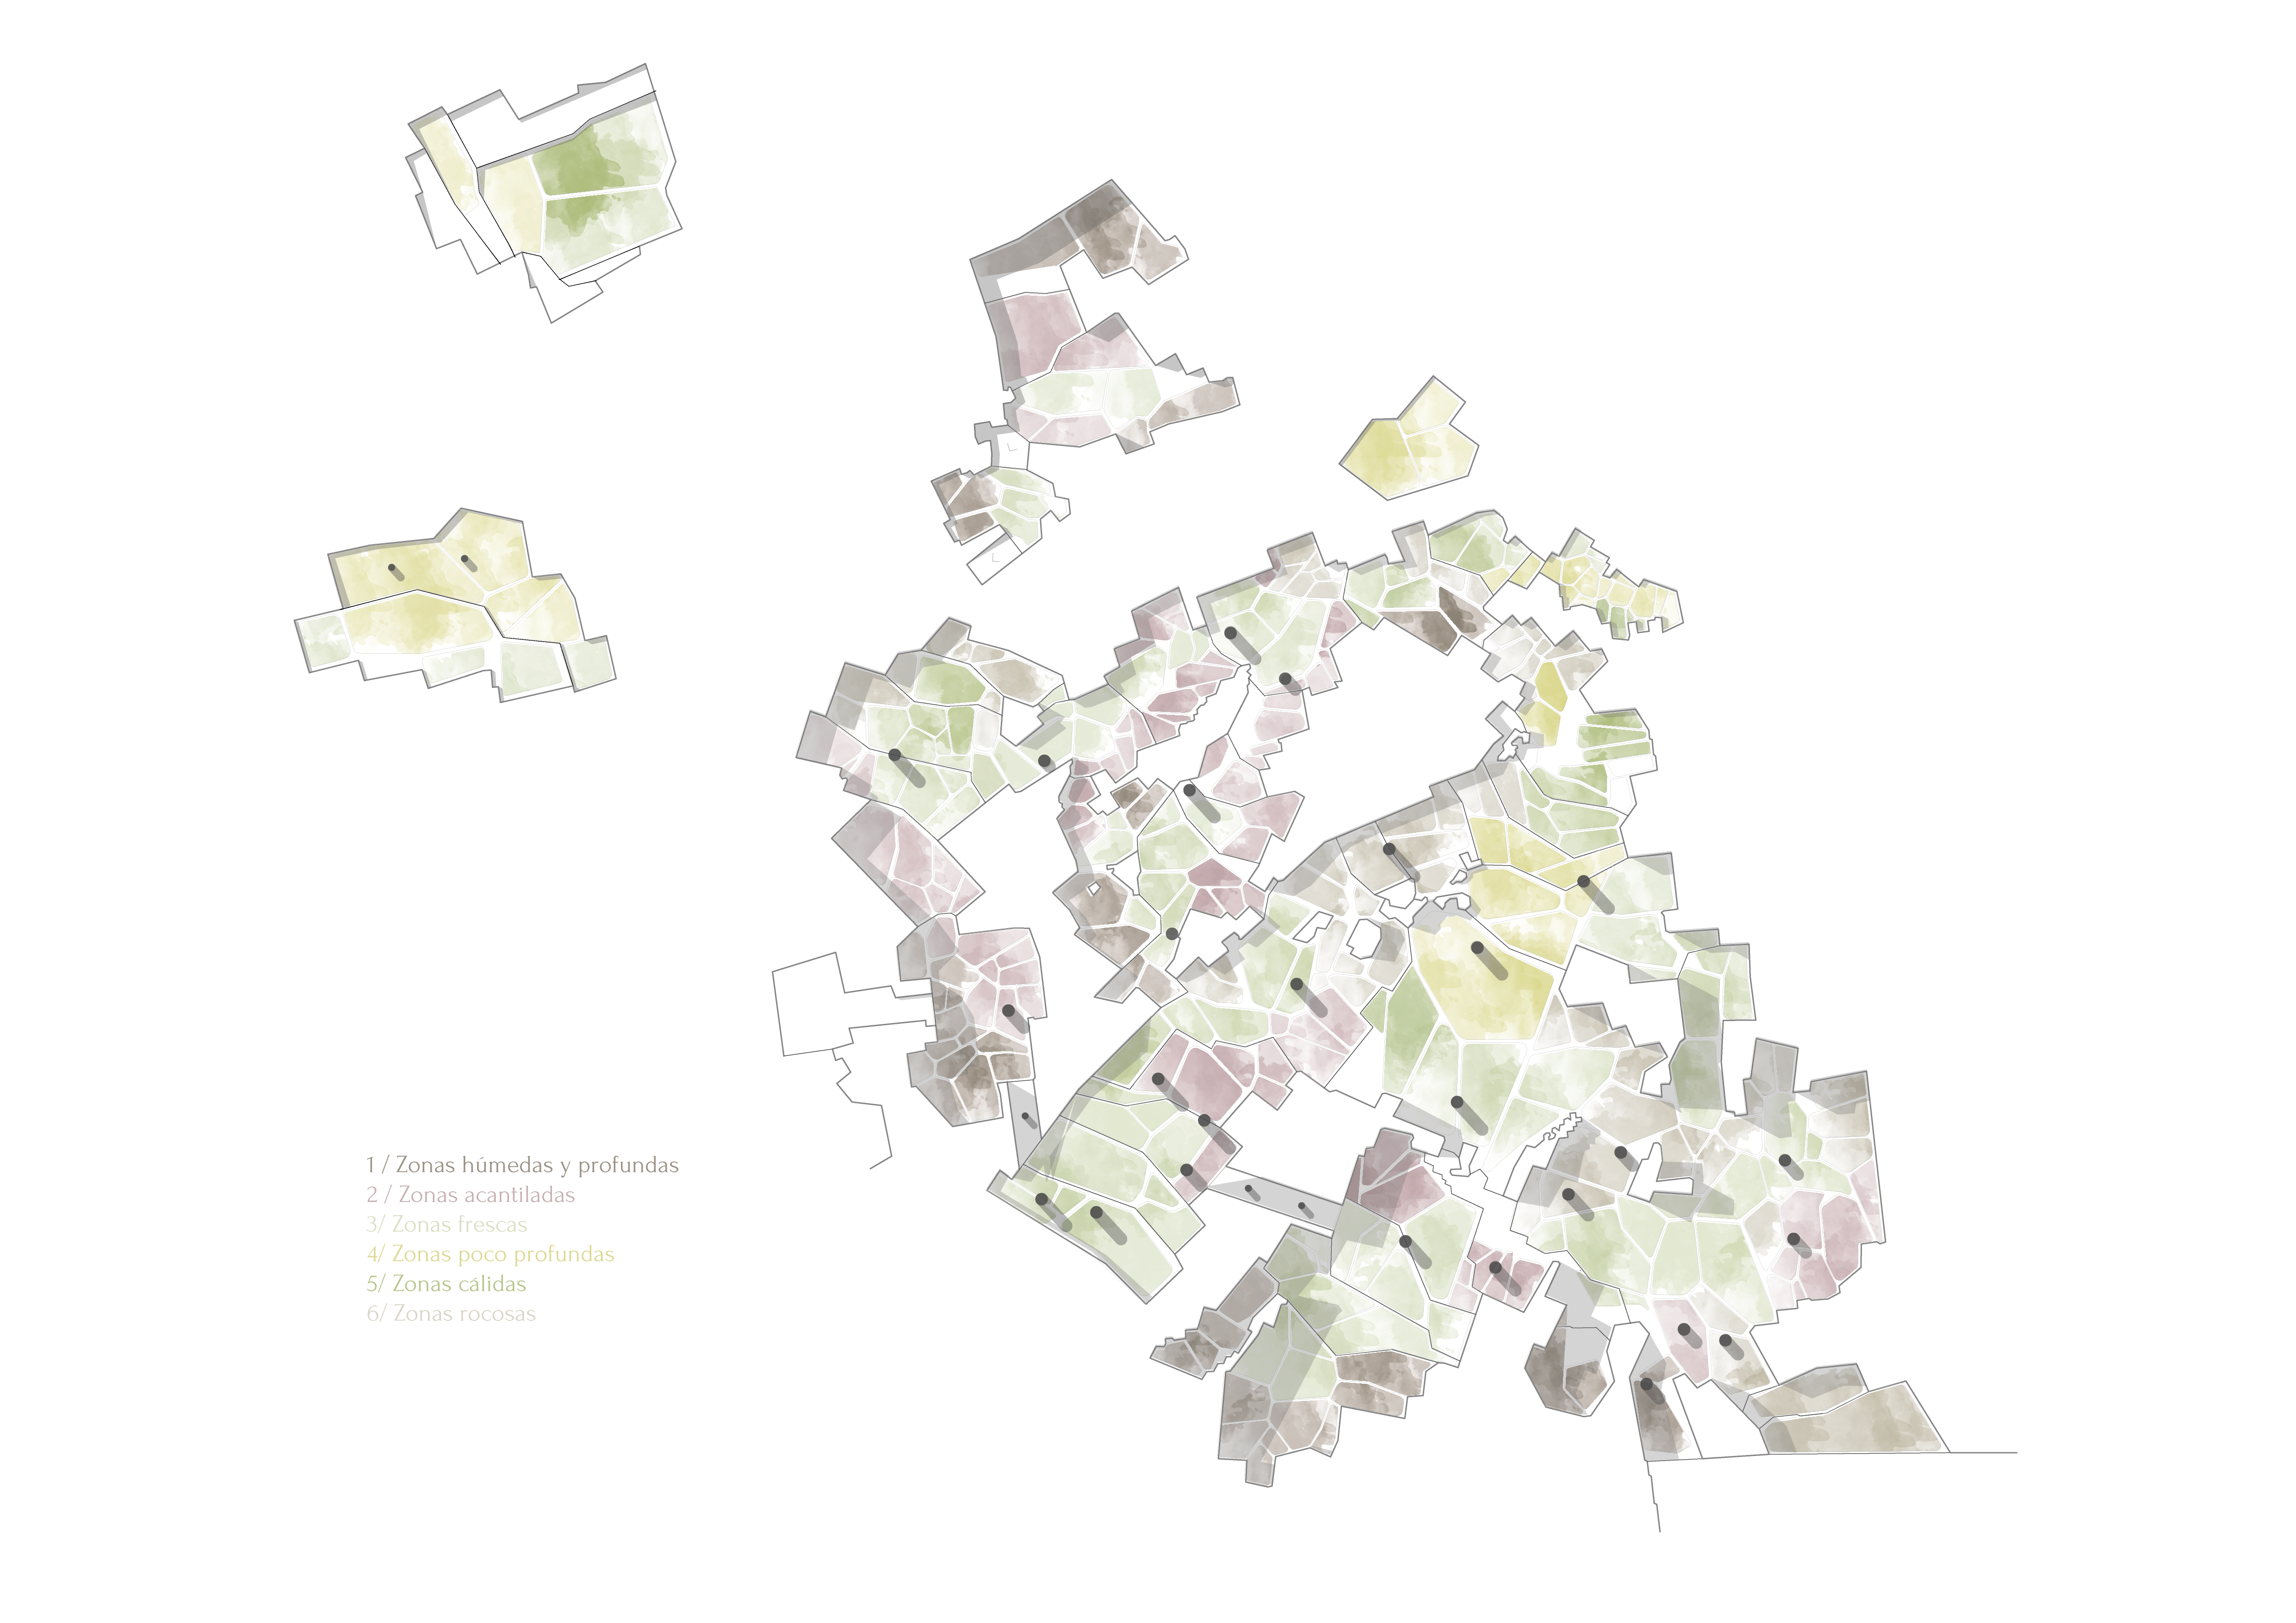 1 / Zonas húmedas y profundas
2 / Zonas acantiladas
3/ Zonas frescas
4/ Zonas poco profundas
5/ Zonas cálidas
6/ Zonas rocosas